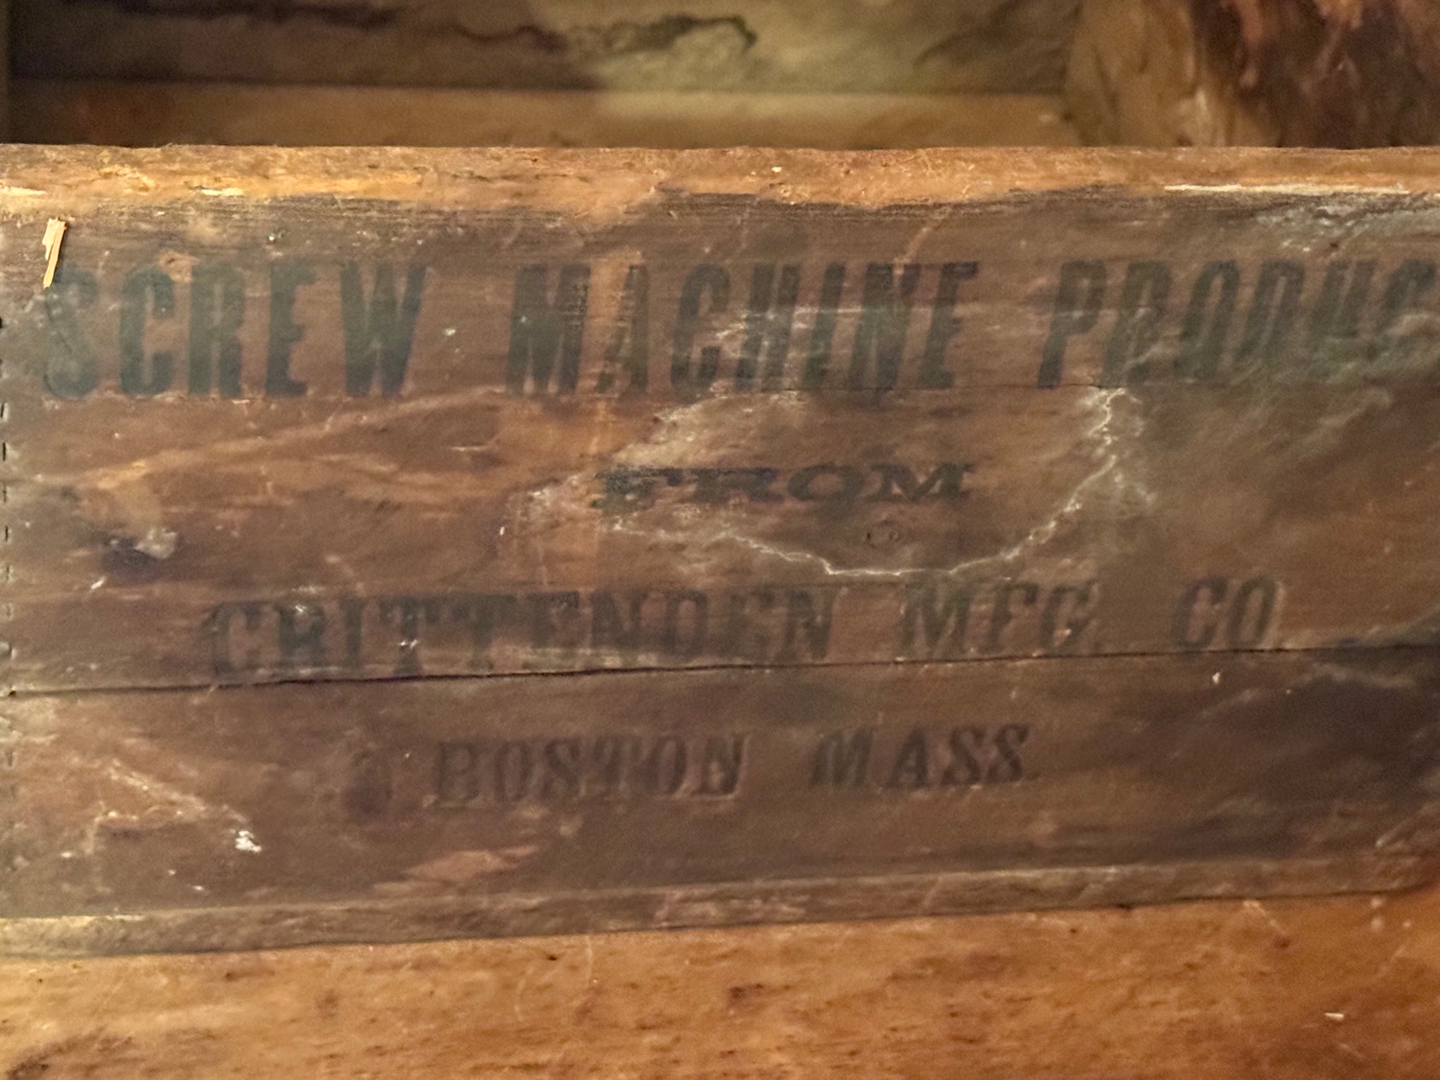 SCREW MACHINE PRODUC
FROM
CRITTENDEN MFG. CO.
BOSTON MASS.